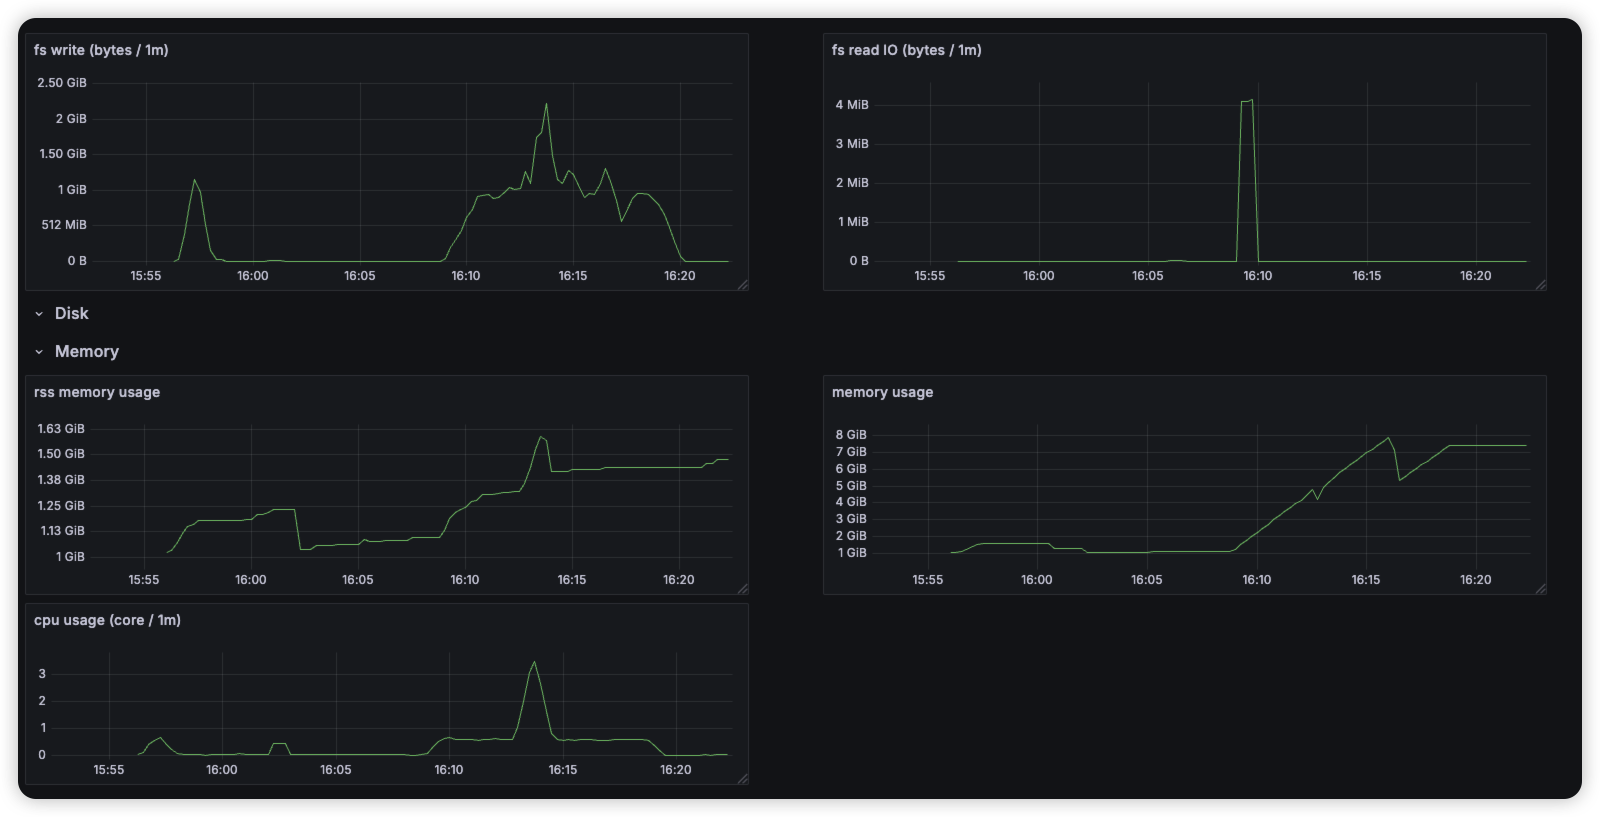 fs write (bytes / 1m)
2.50 GiB
2 GiB
1.50 GiB
1 GiB
512 MiB
0 B
15:55 16:00 16:05 16:10 16:15 16:20
fs read IO (bytes / 1m)
4 MiB
3 MiB
2 MiB
1 MiB
0 B
15:55 16:00 16:05 16:10 16:15 16:20
Disk
Memory
rss memory usage
1.63 GiB
1.50 GiB
1.38 GiB
1.25 GiB
1.13 GiB
1 GiB
15:55 16:00 16:05 16:10 16:15 16:20
memory usage
8 GiB
7 GiB
6 GiB
5 GiB
4 GiB
3 GiB
2 GiB
1 GiB
15:55 16:00 16:05 16:10 16:15 16:20
cpu usage (core / 1m)
3
2
1
0
15:55 16:00 16:05 16:10 16:15 16:20